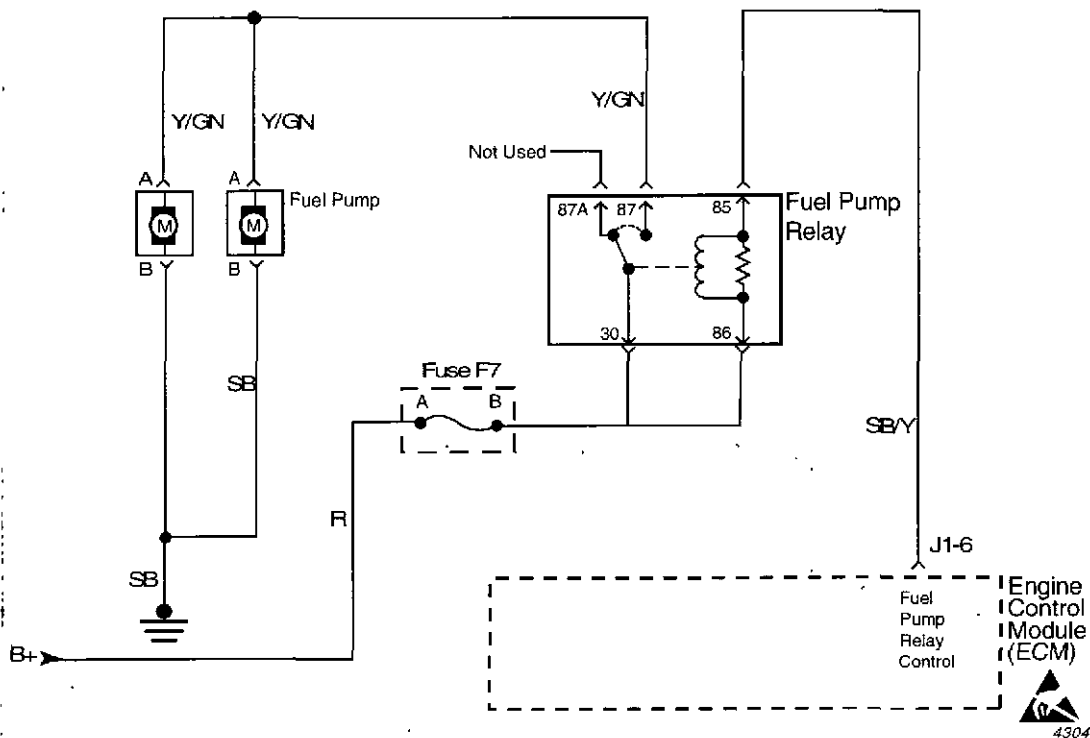 Y/GN
Y/GN
Y/GN
Not Used
A
A
M
M
Fuel Pump
B
B
87A
87
85
30
86
Fuel Pump
Relay
SB
Fuse F7
A
B
SB/Y
R
J1-6
SB
B+
Fuel
Pump
Relay
Control
Engine
Control
Module
(ECM)
4304